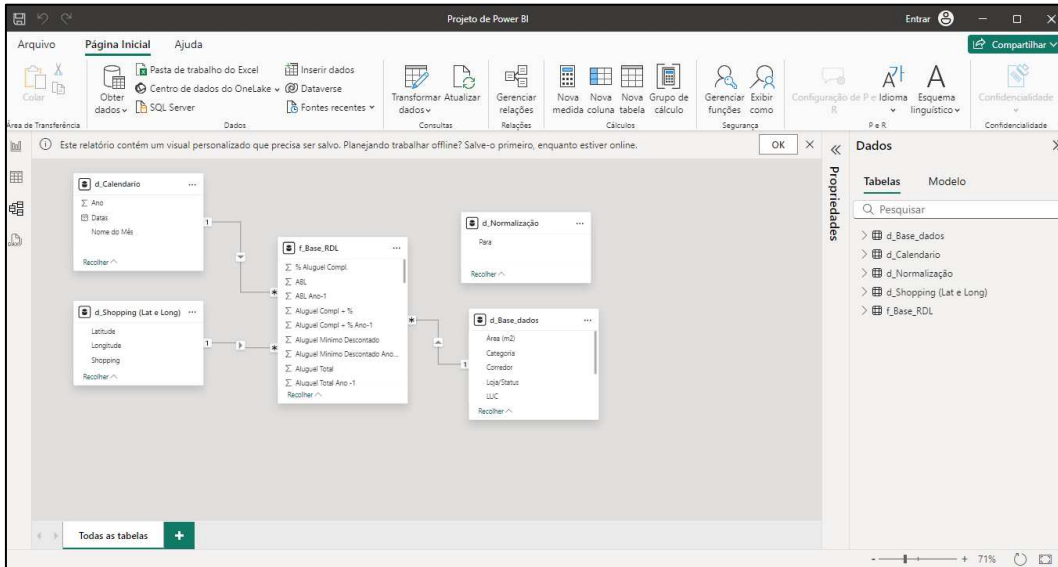 Projeto de Power BI
Entrar
Arquivo
Página Inicial
Ajuda
Compartilhar
Colar
Obter dados
Pasta de trabalho do Excel
Centro de dados do OneLake
SQL Server
Inserir dados
Dataverse
Fontes recentes
Transformar dados
Atualizar
Gerenciar relações
Nova medida
Nova coluna
Nova tabela
Grupo de cálculo
Gerenciar funções
Exibir como
Configuração de P e R
Idioma
Esquema linguístico
Confidencialidade
Área de Transferência
Dados
Consultas
Relações
Cálculos
Segurança
P e R
Confidencialidade
Este relatório contém um visual personalizado que precisa ser salvo. Planejando trabalhar offline? Salve-o primeiro, enquanto estiver online.
OK
d_Calendario
Ano
Datas
Nome do Mês
Recolher
1
*
d_Shopping (Lat e Long)
Latitude
Longitude
Shopping
Recolher
1
*
f_Base_RDL
% Aluguel Compl.
ABL
ABL Ano-1
Aluguel Compl + %
Aluguel Compl + % Ano-1
Aluguel Mínimo Descontado
Aluguel Mínimo Descontado Ano...
Aluguel Total
Aluguel Total Ano -1
Recolher
d_Normalização
Para
Recolher
*
1
d_Base_dados
Área (m2)
Categoria
Corredor
Loja/Status
LUC
Recolher
Propriedades
Dados
Tabelas
Modelo
Pesquisar
d_Base_dados
d_Calendario
d_Normalização
d_Shopping (Lat e Long)
f_Base_RDL
Todas as tabelas
+
- + 71%